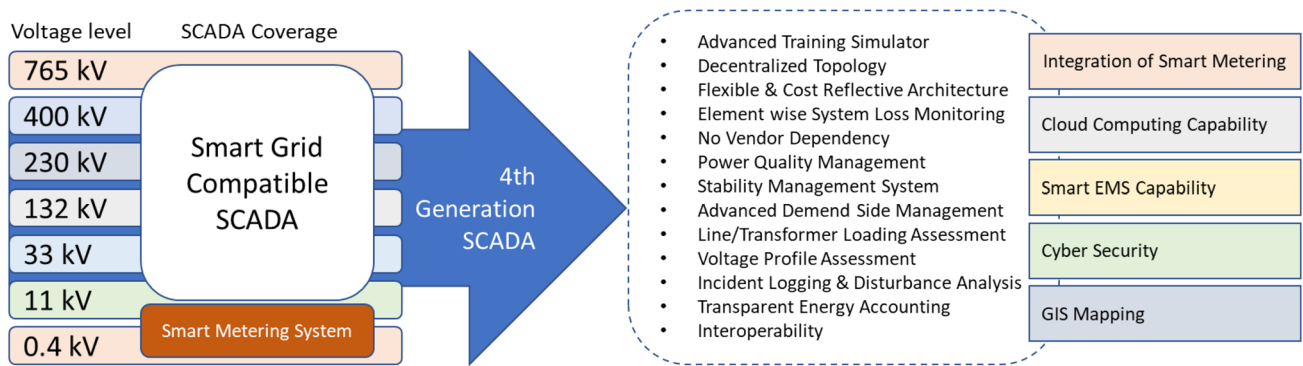 Voltage level
SCADA Coverage
765 kV
400 kV
230 kV
132 kV
33 kV
11 kV
0.4 kV
Smart Grid
Compatible
SCADA
Smart Metering System
4th
Generation
SCADA
• Advanced Training Simulator
• Decentralized Topology
• Flexible & Cost Reflective Architecture
• Element wise System Loss Monitoring
• No Vendor Dependency
• Power Quality Management
• Stability Management System
• Advanced Demend Side Management
• Line/Transformer Loading Assessment
• Voltage Profile Assessment
• Incident Logging & Disturbance Analysis
• Transparent Energy Accounting
• Interoperability
Integration of Smart Metering
Cloud Computing Capability
Smart EMS Capability
Cyber Security
GIS Mapping